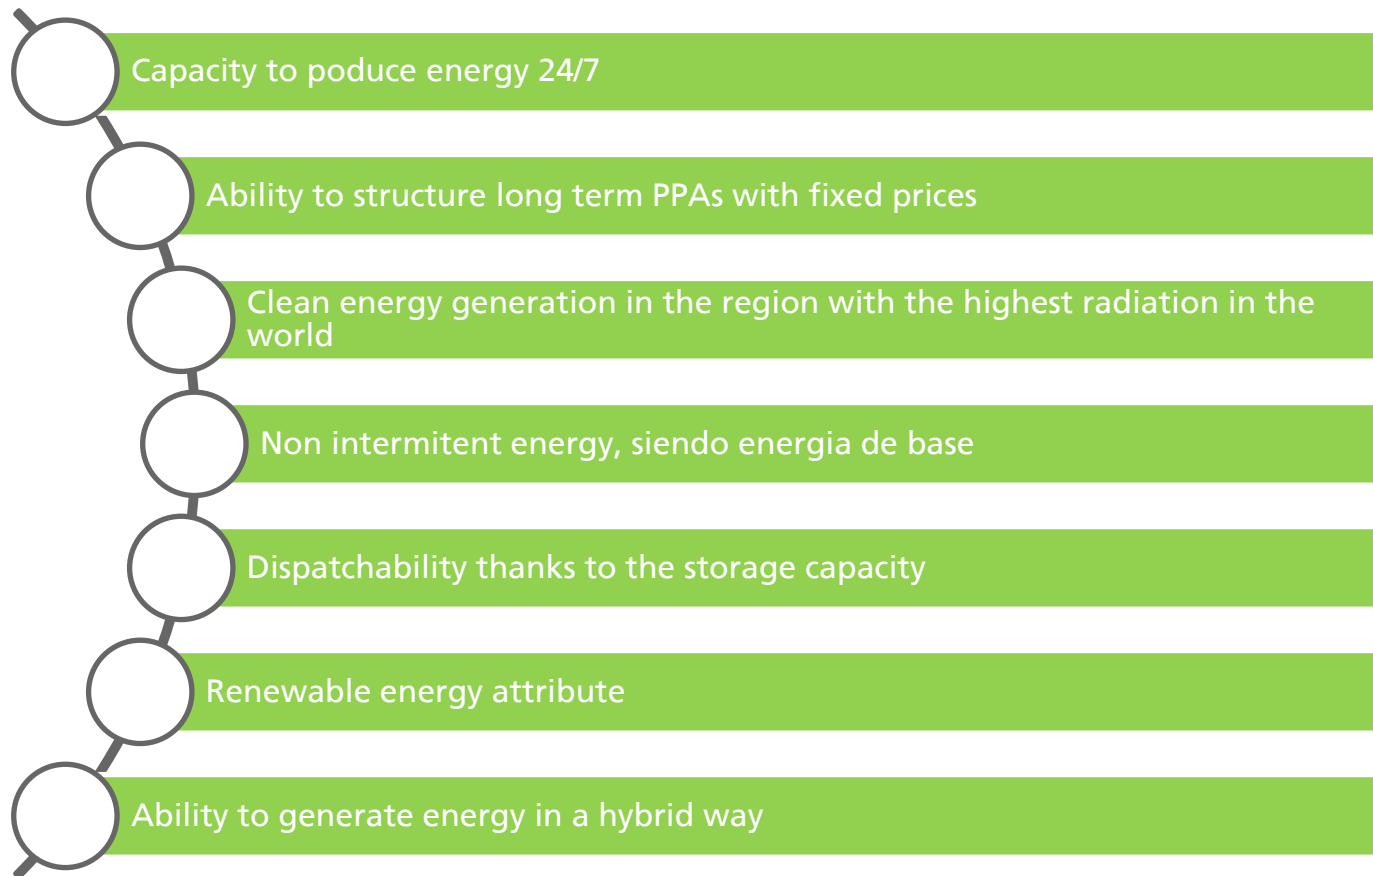 Capacity to poduce energy 24/7
Ability to structure long term PPAs with fixed prices
Clean energy generation in the region with the highest radiation in the
world
Non intermitent energy, siendo energia de base
Dispatchability thanks to the storage capacity
Renewable energy attribute
Ability to generate energy in a hybrid way